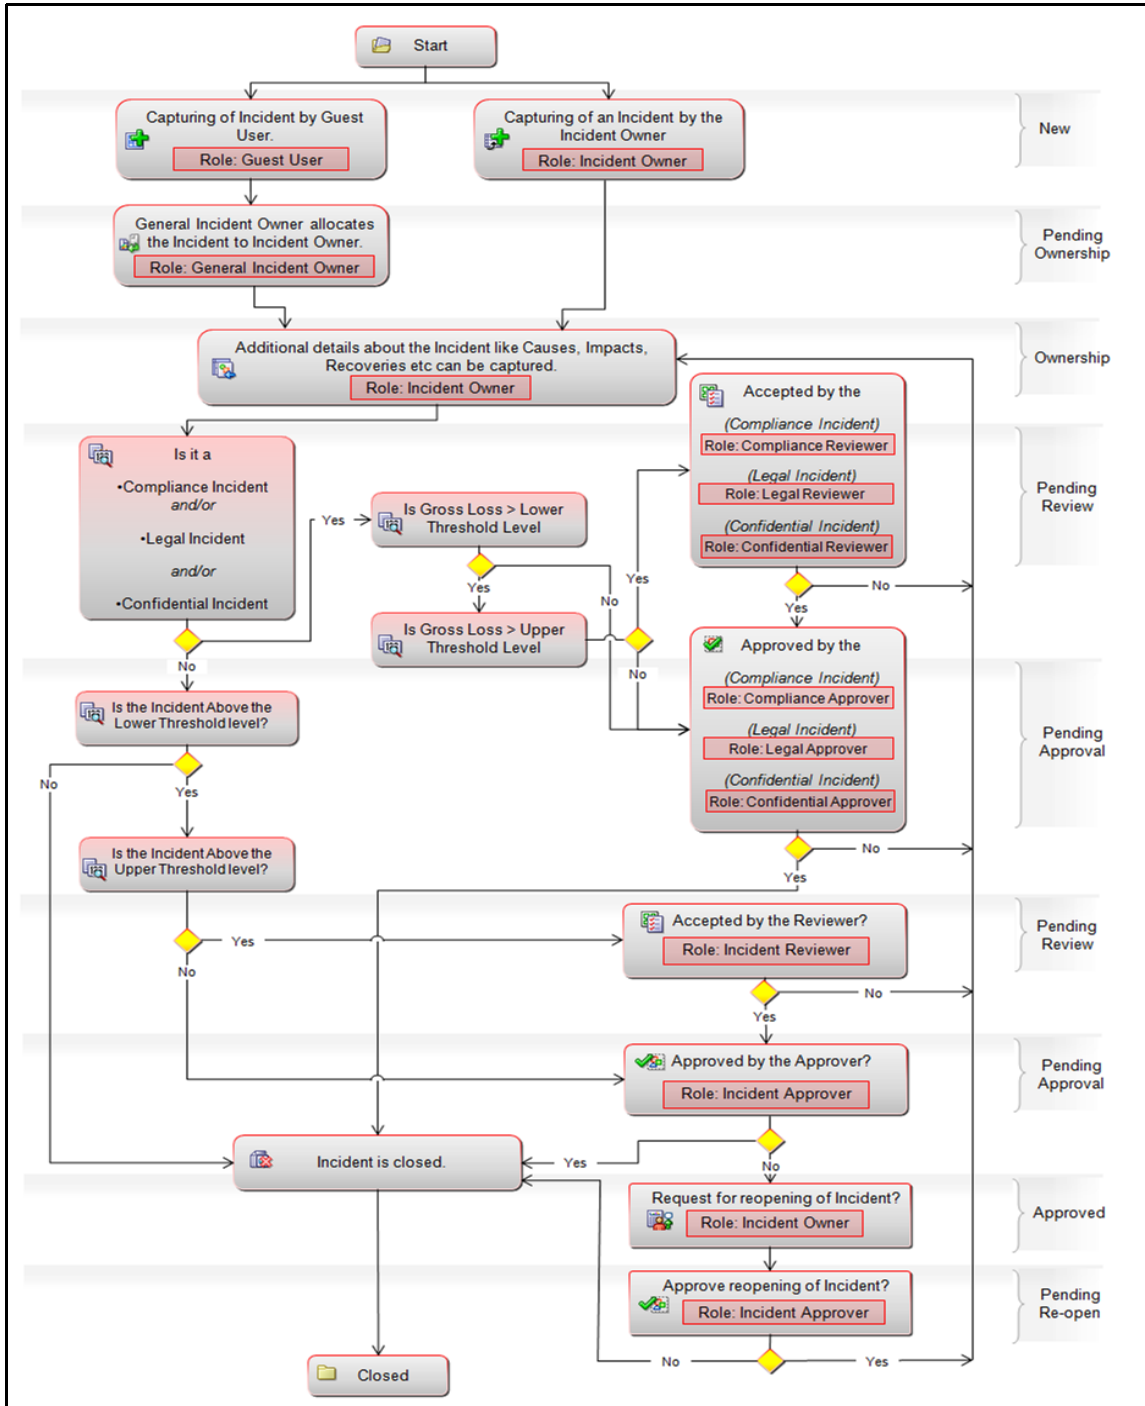 Start
Capturing of Incident by Guest
User.
Role: Guest User
Capturing of an Incident by the
Incident Owner
Role: Incident Owner
New
General Incident Owner allocates
the Incident to Incident Owner.
Role: General Incident Owner
Pending
Ownership
Additional details about the Incident like Causes, Impacts,
Recoveries etc can be captured.
Role: Incident Owner
Ownership
Accepted by the
(Compliance Incident)
Role: Compliance Reviewer
(Legal Incident)
Role: Legal Reviewer
(Confidential Incident)
Role: Confidential Reviewer
Pending
Review
Is it a
•Compliance Incident
and/or
•Legal Incident
and/or
•Confidential Incident
Yes
Is Gross Loss > Lower
Threshold Level
Yes
No
Is Gross Loss > Upper
Threshold Level
Yes
No
No
Yes
Approved by the
(Compliance Incident)
Role: Compliance Approver
(Legal Incident)
Role: Legal Approver
(Confidential Incident)
Role: Confidential Approver
Pending
Approval
No
Is the Incident Above the
Lower Threshold level?
No
Yes
Is the Incident Above the
Upper Threshold level?
No
Yes
Yes
No
Accepted by the Reviewer?
Role: Incident Reviewer
Pending
Review
No
Yes
Approved by the Approver?
Role: Incident Approver
Pending
Approval
Incident is closed.
Yes
No
Request for reopening of Incident?
Role: Incident Owner
Approved
Approve reopening of Incident?
Role: Incident Approver
Pending
Re-open
No
Yes
Closed